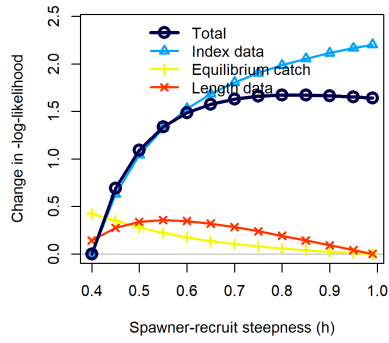 Total
Index data
Equilibrium catch
Length data
Change in -log-likelihood
2.5
2.0
1.5
1.0
0.5
0.0
0.4 0.5 0.6 0.7 0.8 0.9 1.0
Spawner-recruit steepness (h)